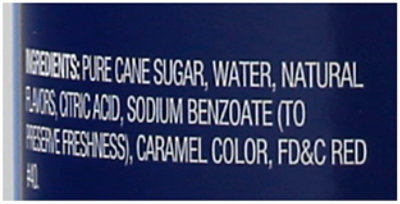 INGREDIENTS: PURE CANE SUGAR, WATER, NATURAL
FLAVORS, CITRIC ACID, SODIUM BENZOATE (TO
PRESERVE FRESHNESS), CARAMEL COLOR, FD&C RED
#40.